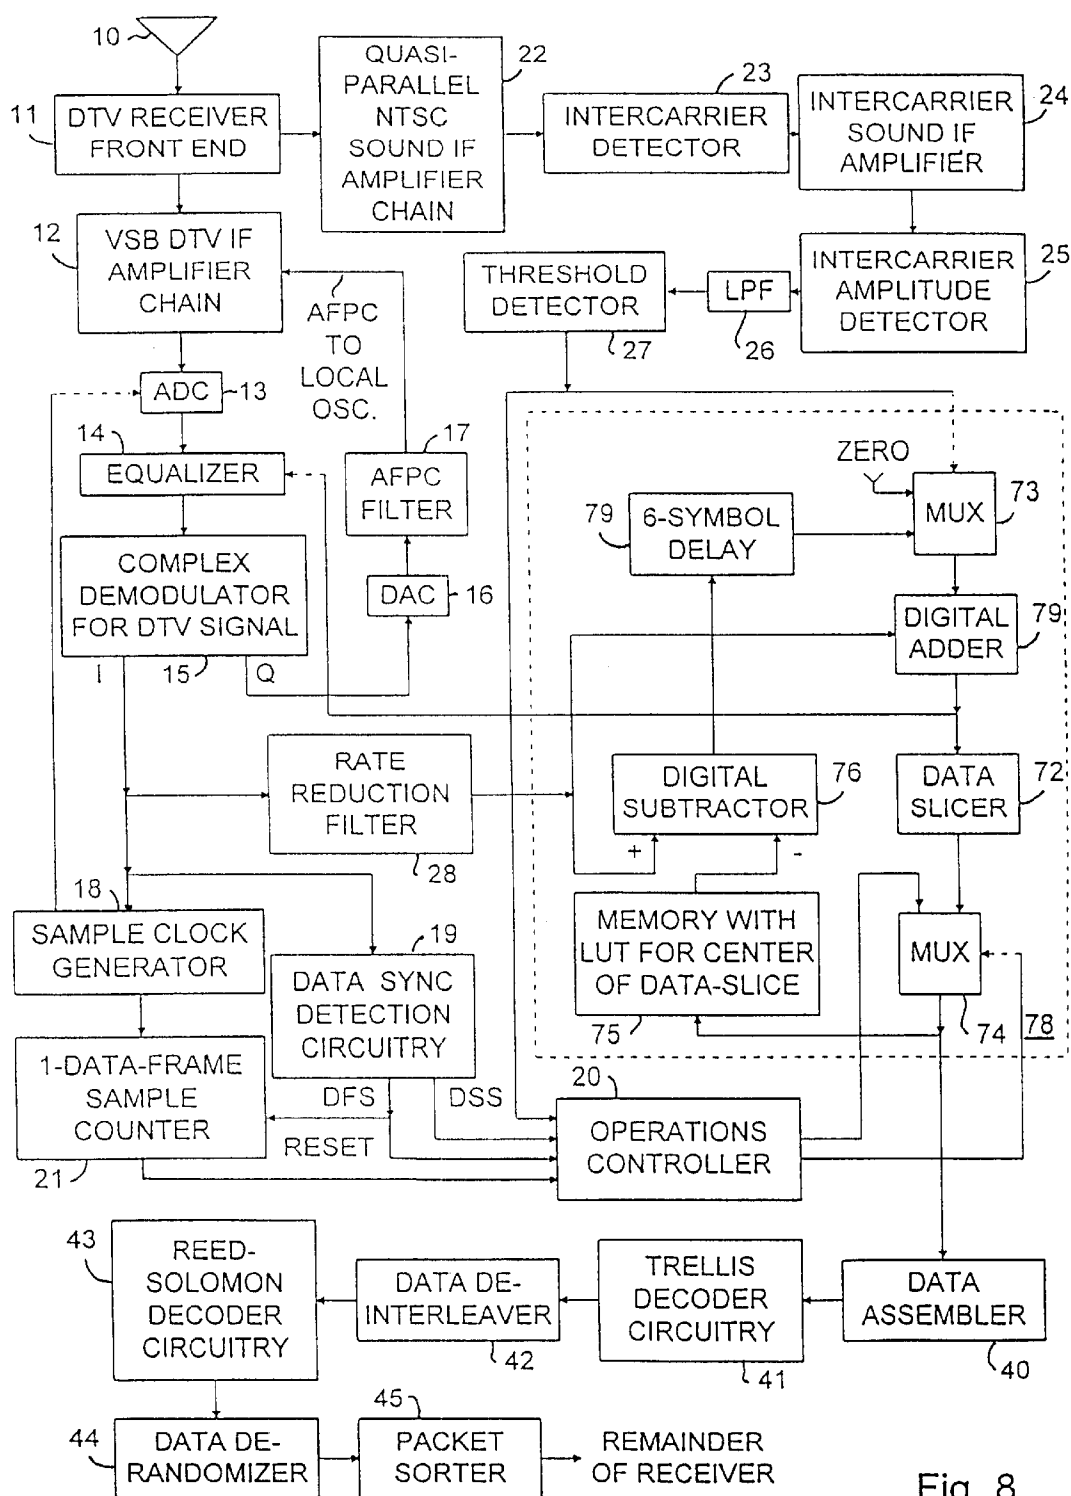 10
11
DTV RECEIVER
FRONT END
QUASI-
PARALLEL
NTSC
SOUND IF
AMPLIFIER
CHAIN
22
INTERCARRIER
DETECTOR
23
INTERCARRIER
SOUND IF
AMPLIFIER
24
12
VSB DTV IF
AMPLIFIER
CHAIN
AFPC
TO
LOCAL
OSC.
THRESHOLD
DETECTOR
27
LPF
26
INTERCARRIER
AMPLITUDE
DETECTOR
25
ADC
13
14
EQUALIZER
17
AFPC
FILTER
ZERO
MUX
73
79
6-SYMBOL
DELAY
COMPLEX
DEMODULATOR
FOR DTV SIGNAL
I
15
Q
DAC
16
DIGITAL
ADDER
79
RATE
REDUCTION
FILTER
28
DIGITAL
SUBTRACTOR
76
+
-
DATA
SLICER
72
18
SAMPLE CLOCK
GENERATOR
19
DATA SYNC
DETECTION
CIRCUITRY
MEMORY WITH
LUT FOR CENTER
OF DATA-SLICE
75
MUX
74
78
1-DATA-FRAME
SAMPLE
COUNTER
21
DFS
DSS
RESET
20
OPERATIONS
CONTROLLER
43
REED-
SOLOMON
DECODER
CIRCUITRY
DATA DE-
INTERLEAVER
42
TRELLIS
DECODER
CIRCUITRY
41
DATA
ASSEMBLER
40
44
DATA DE-
RANDOMIZER
45
PACKET
SORTER
REMAINDER
OF RECEIVER
Fig. 8